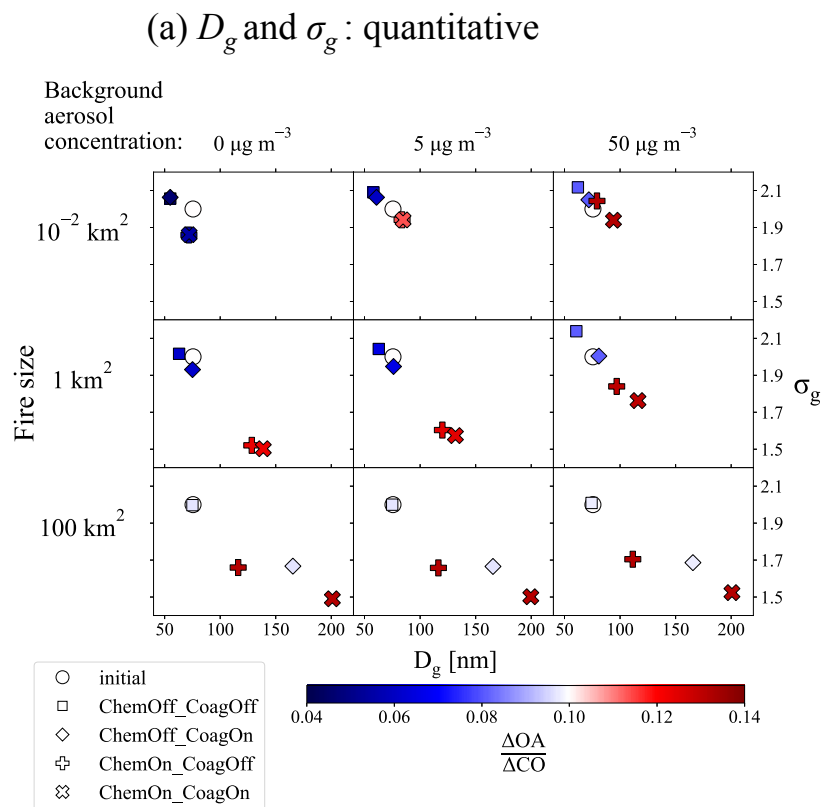 (a) D_g and σ_g : quantitative
Background
aerosol
concentration:
0 μg m⁻³
5 μg m⁻³
50 μg m⁻³
10⁻² km²
1 km²
100 km²
Fire size
2.1
1.9
1.7
1.5
2.1
1.9
1.7
1.5
2.1
1.9
1.7
1.5
σ_g
50 100 150 200
50 100 150 200
50 100 150 200
D_g [nm]
initial
ChemOff_CoagOff
ChemOff_CoagOn
ChemOn_CoagOff
ChemOn_CoagOn
0.04 0.06 0.08 0.10 0.12 0.14
ΔOA
ΔCO